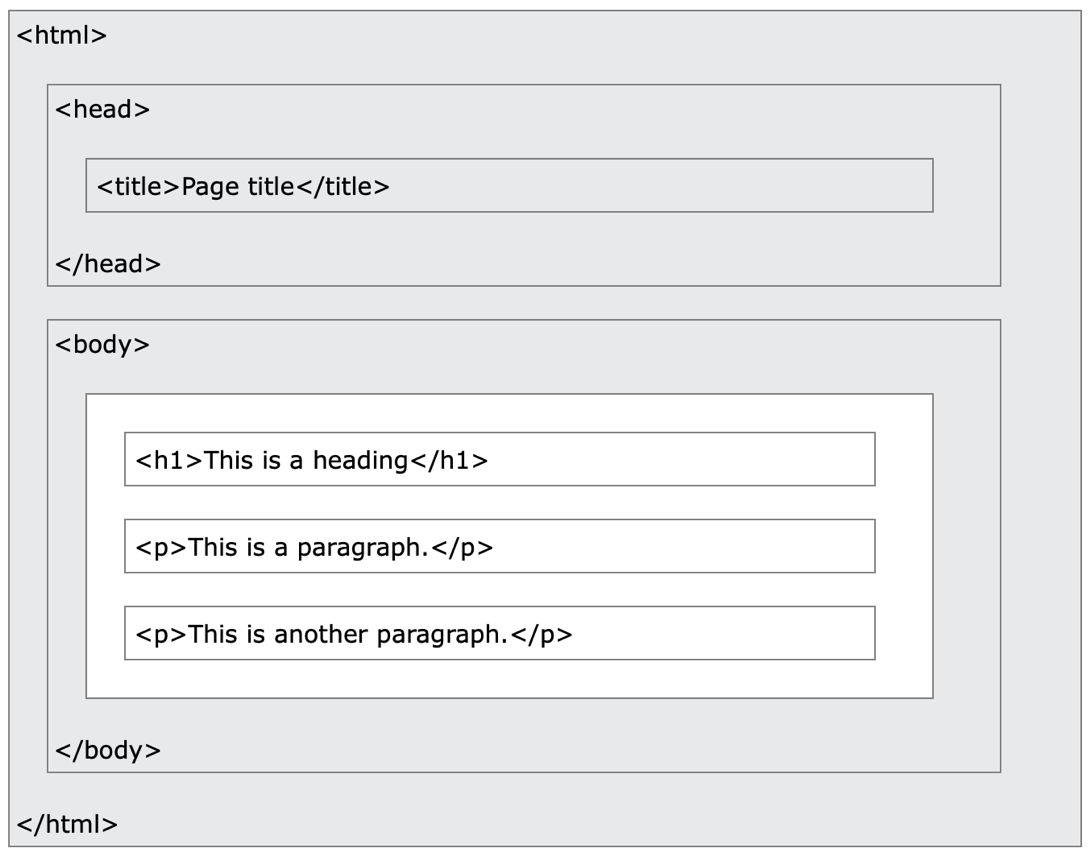 <html>
<head>
<title>Page title</title>
</head>
<body>
<h1>This is a heading</h1>
<p>This is a paragraph.</p>
<p>This is another paragraph.</p>
</body>
</html>